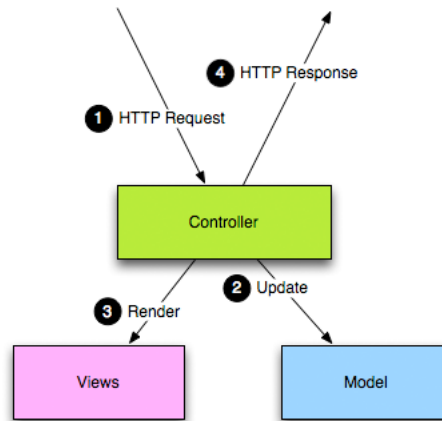 4 HTTP Response
1 HTTP Request
Controller
2 Update
3 Render
Views
Model